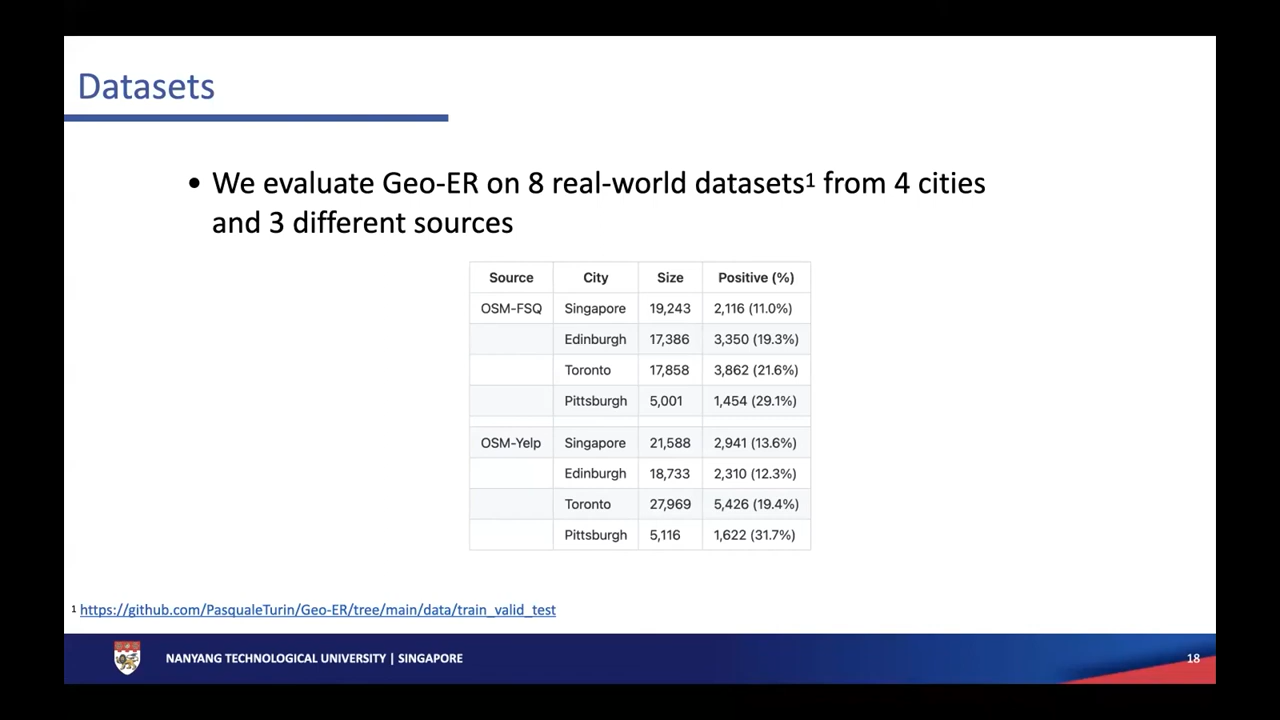 Datasets
• We evaluate Geo-ER on 8 real-world datasets¹ from 4 cities
and 3 different sources
Source City Size Positive (%)
OSM-FSQ Singapore 19,243 2,116 (11.0%)
Edinburgh 17,386 3,350 (19.3%)
Toronto 17,858 3,862 (21.6%)
Pittsburgh 5,001 1,454 (29.1%)
OSM-Yelp Singapore 21,588 2,941 (13.6%)
Edinburgh 18,733 2,310 (12.3%)
Toronto 27,969 5,426 (19.4%)
Pittsburgh 5,116 1,622 (31.7%)
¹ https://github.com/PasqualeTurin/Geo-ER/tree/main/data/train_valid_test
NANYANG TECHNOLOGICAL UNIVERSITY | SINGAPORE
18